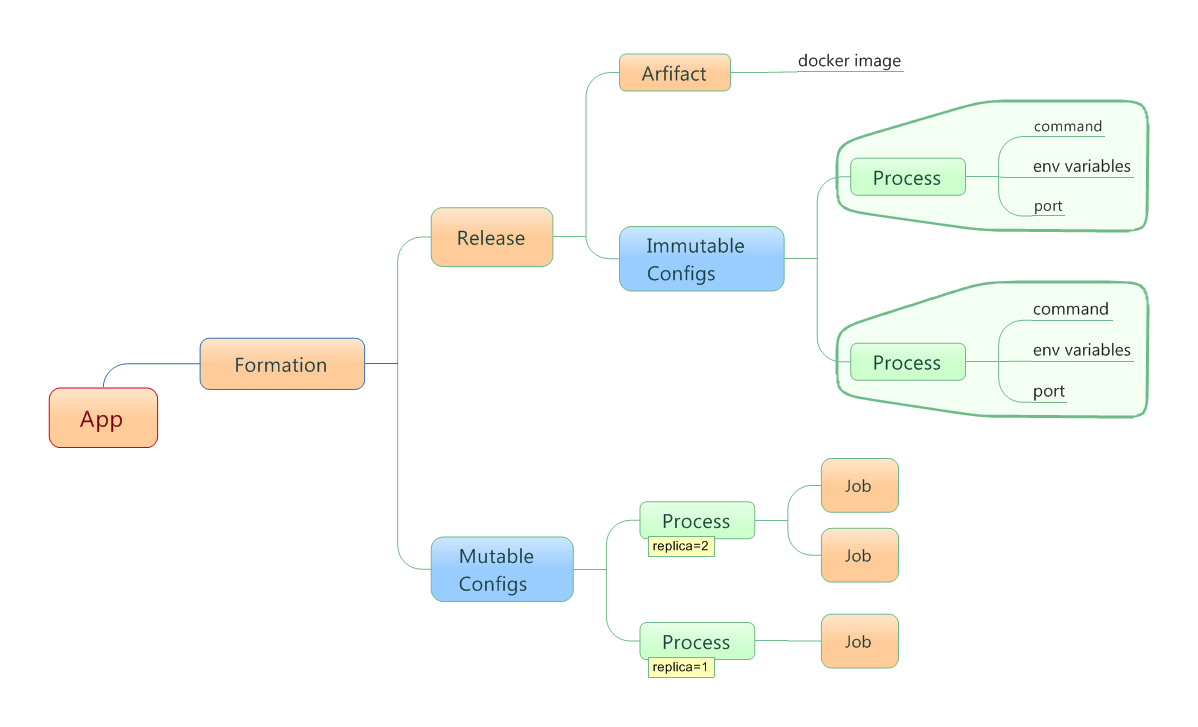 docker image
Arfifact
command
env variables
Process
port
Release
Immutable
Configs
command
env variables
Process
port
Formation
App
Job
Process
replica=2
Job
Mutable
Configs
Process
replica=1
Job